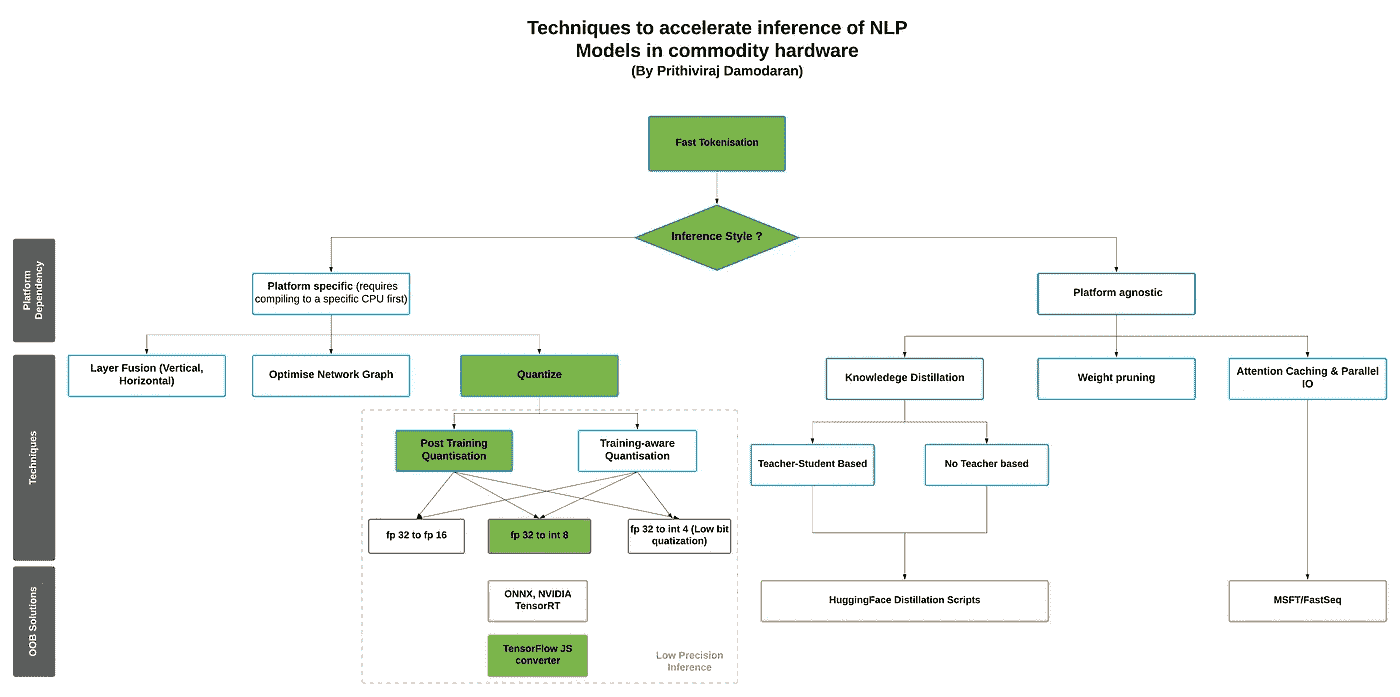 Techniques to accelerate inference of NLP
Models in commodity hardware
(By Prithiviraj Damodaran)
Fast Tokenisation
Inference Style ?
Platform
Dependency
Platform specific (requires
compiling to a specific CPU first)
Platform agnostic
Techniques
Layer Fusion (Vertical,
Horizontal)
Optimise Network Graph
Quantize
Knowledege Distillation
Weight pruning
Attention Caching & Parallel
IO
Post Training
Quantisation
Training-aware
Quantisation
Teacher-Student Based
No Teacher based
fp 32 to fp 16
fp 32 to int 8
fp 32 to int 4 (Low bit
quatization)
OOB Solutions
ONNX, NVIDIA
TensorRT
HuggingFace Distillation Scripts
MSFT/FastSeq
TensorFlow JS
converter
Low Precision
Inference